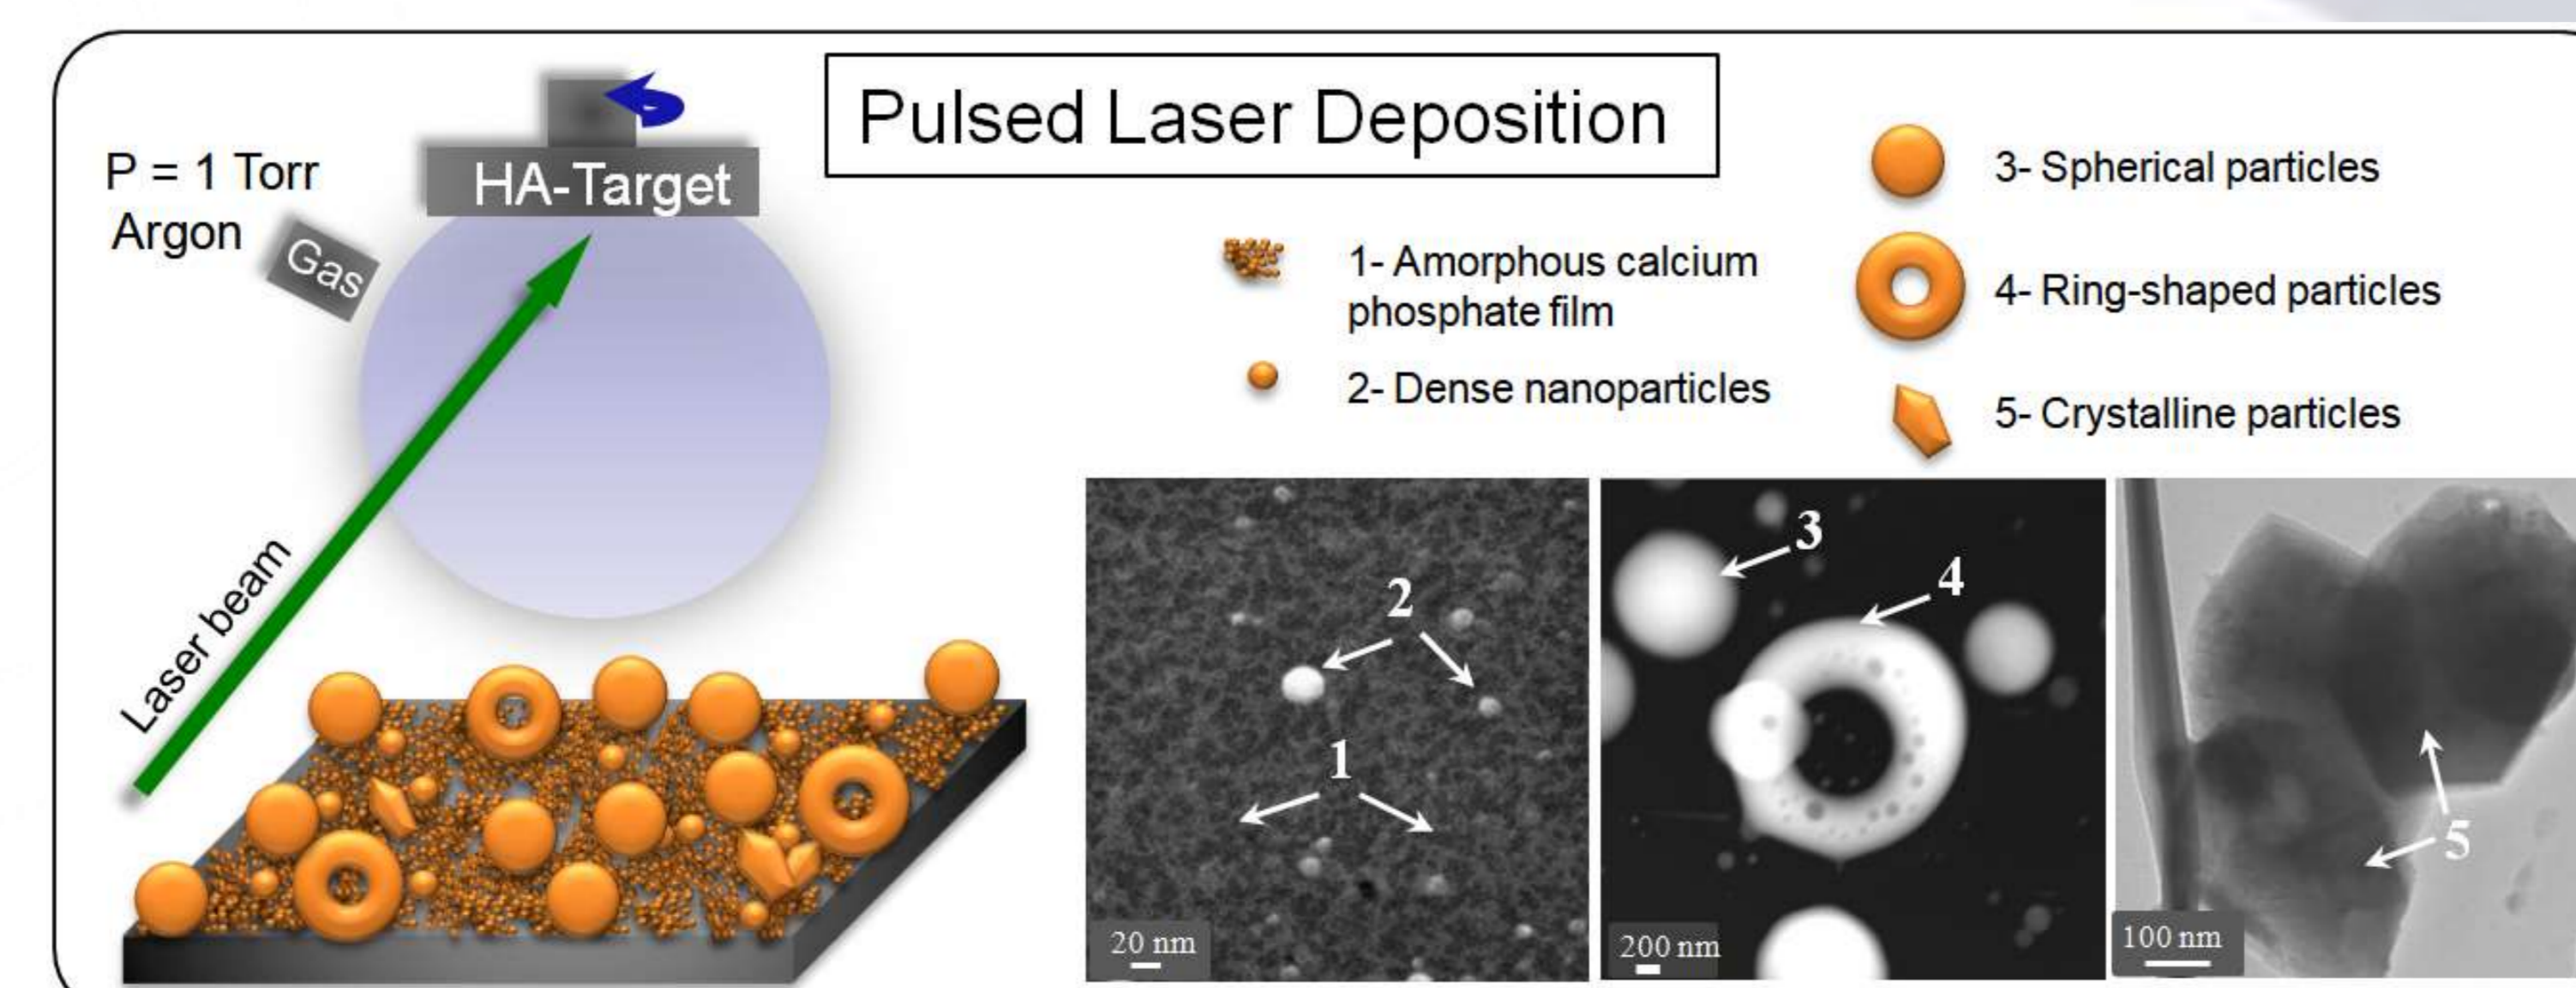 Pulsed Laser Deposition
P = 1 Torr
Argon
Gas
HA-Target
Laser beam
1- Amorphous calcium
phosphate film
2- Dense nanoparticles
3- Spherical particles
4- Ring-shaped particles
5- Crystalline particles
2
1
20 nm
3
4
200 nm
5
100 nm